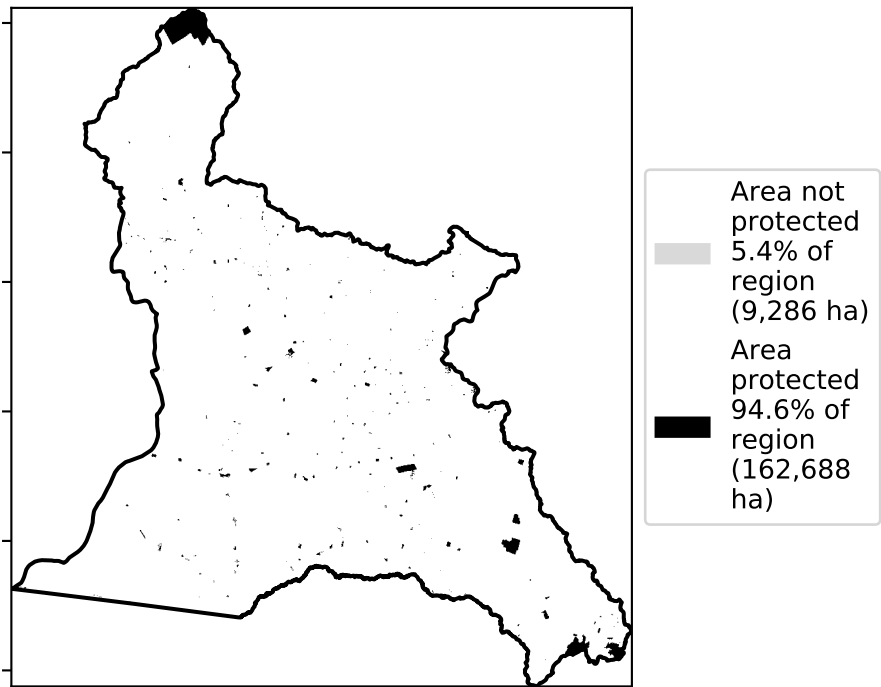 Area not
protected
5.4% of
region
(9,286 ha)
Area
protected
94.6% of
region
(162,688
ha)